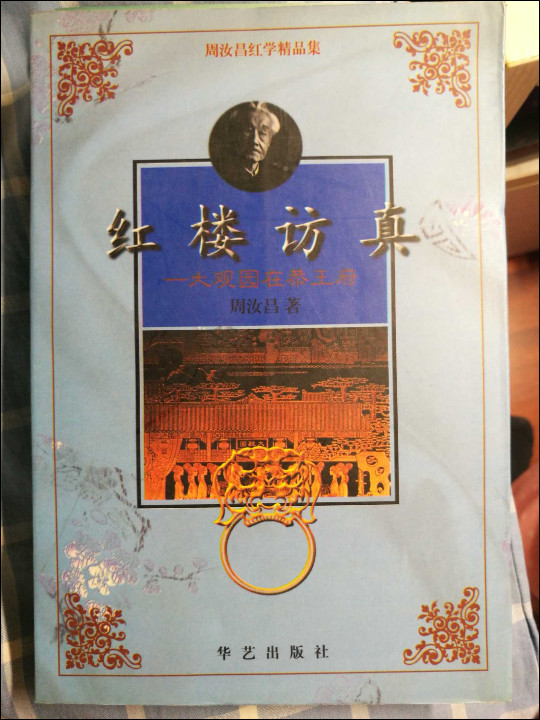 周汝昌红学精品集
红楼访真
—大观园在恭王府
周汝昌 著
华艺出版社